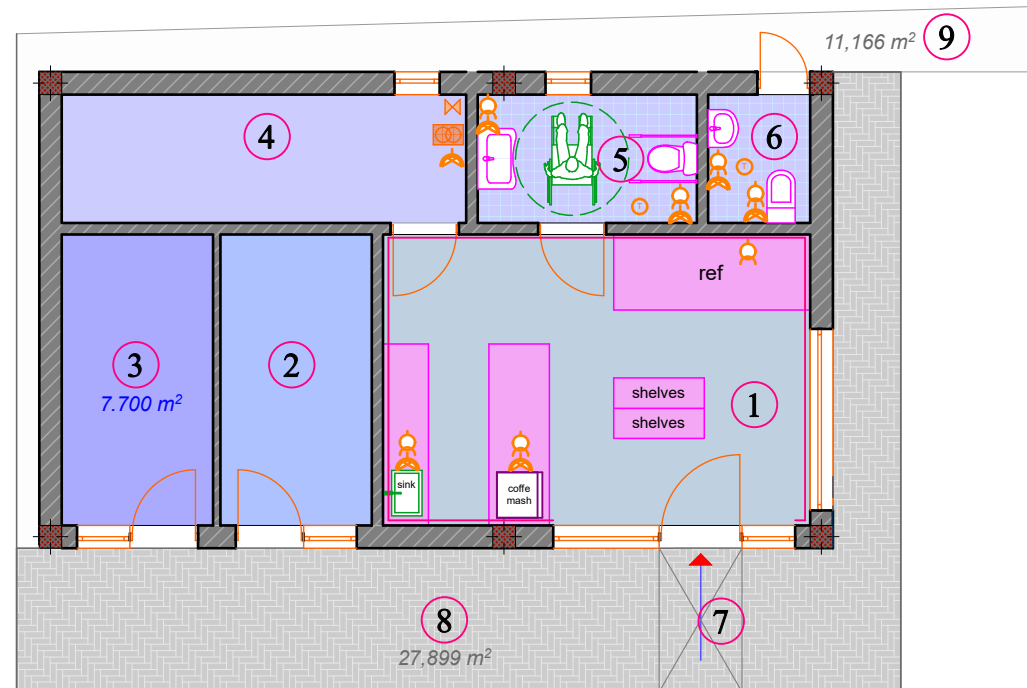 11,166 m² 9
4
5
6
ref
3
7.700 m²
2
shelves
shelves
1
sink
coffe
mash
T
T
8
27,899 m²
7